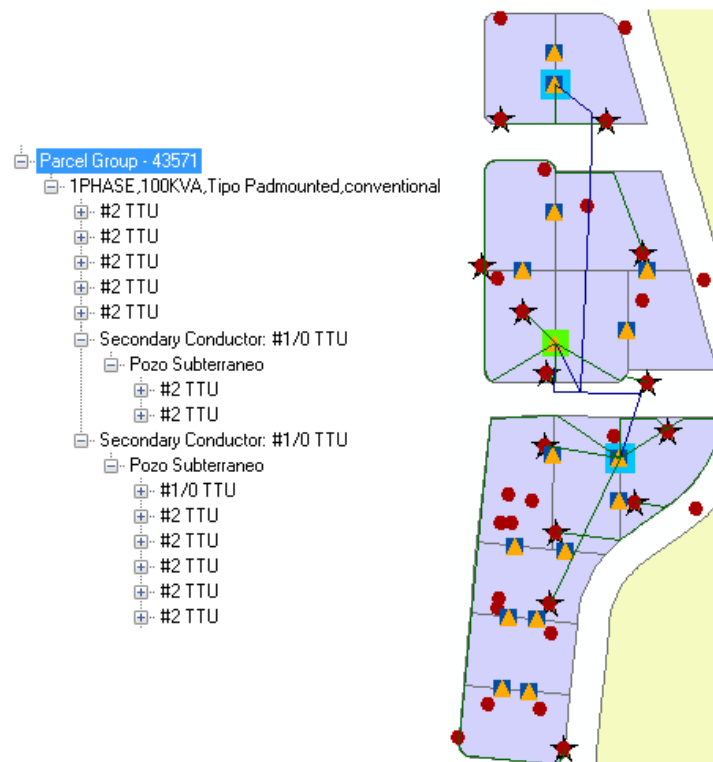 Parcel Group - 43571
1PHASE,100KVA,Tipo Padmounted,conventional
#2 TTU
#2 TTU
#2 TTU
#2 TTU
#2 TTU
Secondary Conductor: #1/0 TTU
Pozo Subterraneo
#2 TTU
#2 TTU
Secondary Conductor: #1/0 TTU
Pozo Subterraneo
#1/0 TTU
#2 TTU
#2 TTU
#2 TTU
#2 TTU
#2 TTU